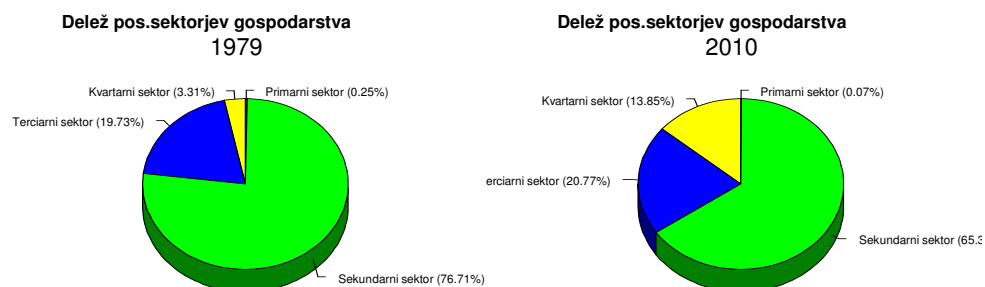 Delež pos.sektorjev gospodarstva
1979
Kvartarni sektor (3.31%)
Primarni sektor (0.25%)
Terciarni sektor (19.73%)
Sekundarni sektor (76.71%)
Delež pos.sektorjev gospodarstva
2010
Kvartarni sektor (13.85%)
Primarni sektor (0.07%)
erciarni sektor (20.77%)
Sekundarni sektor (65.3